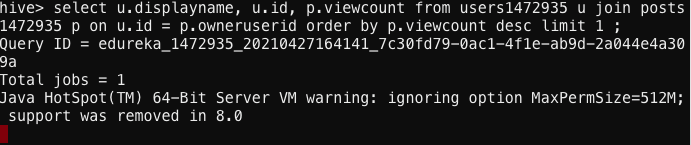 hive> select u.displayname, u.id, p.viewcount from users1472935 u join posts
1472935 p on u.id = p.owneruserid order by p.viewcount desc limit 1 ;
Query ID = edureka_1472935_20210427164141_7c30fd79-0ac1-4f1e-ab9d-2a044e4a30
9a
Total jobs = 1
Java HotSpot(TM) 64-Bit Server VM warning: ignoring option MaxPermSize=512M;
 support was removed in 8.0